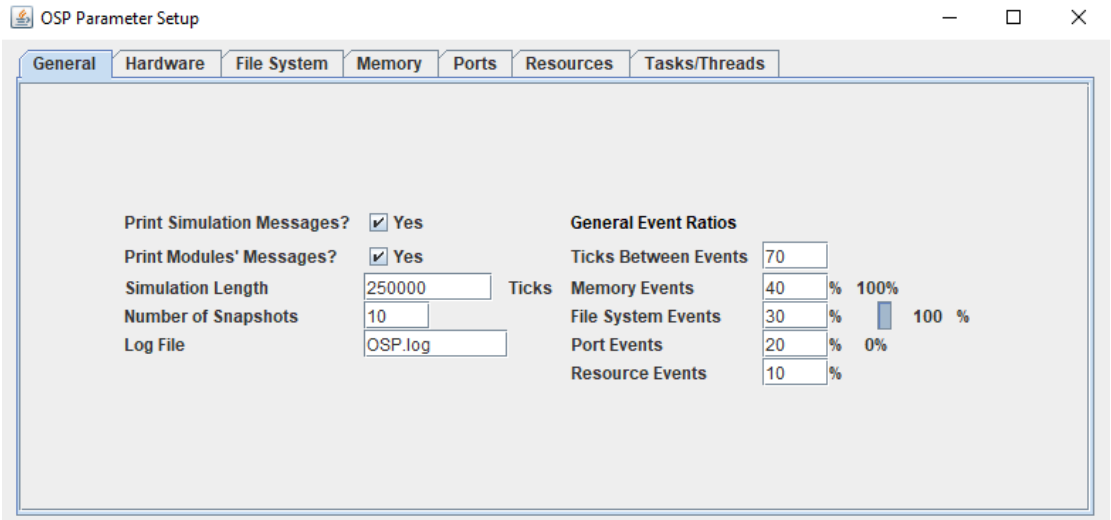 OSP Parameter Setup
General Hardware File System Memory Ports Resources Tasks/Threads
Print Simulation Messages? Yes General Event Ratios
Print Modules' Messages? Yes Ticks Between Events 70
Simulation Length 250000 Ticks Memory Events 40 % 100%
Number of Snapshots 10 File System Events 30 % 100 %
Log File OSP.log Port Events 20 % 0%
Resource Events 10 %